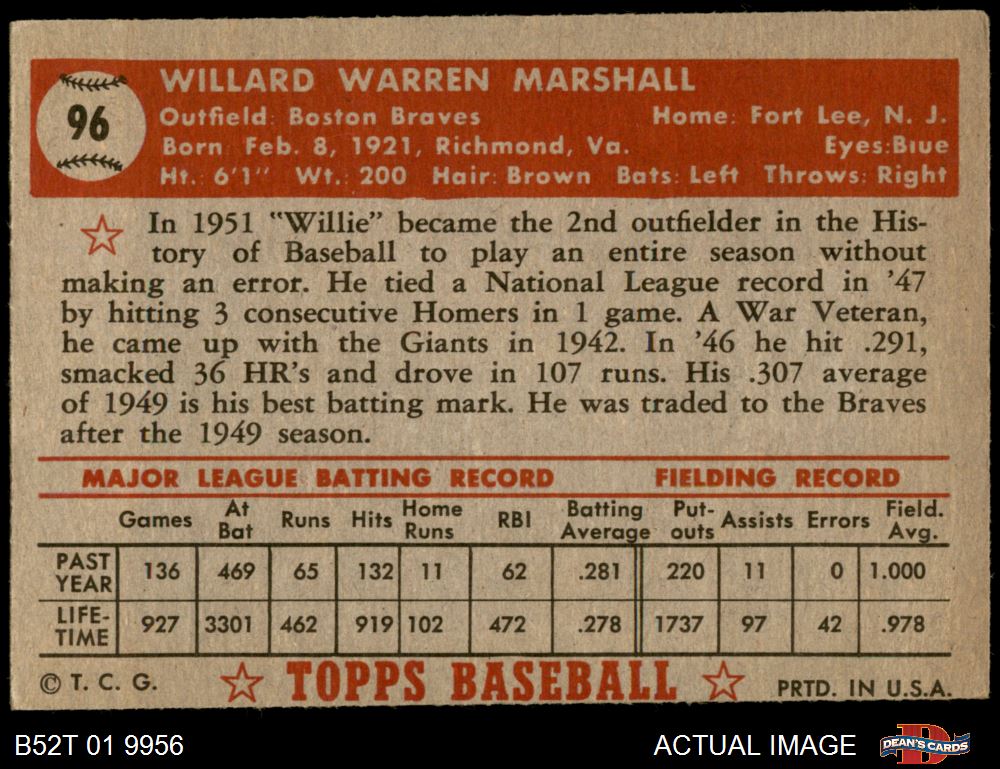 96
WILLARD WARREN MARSHALL
Outfield: Boston Braves Home: Fort Lee, N. J.
Born Feb. 8, 1921, Richmond, Va. Eyes:Blue
Ht.: 6'1" Wt.: 200 Hair: Brown Bats: Left Throws: Right
In 1951 "Willie" became the 2nd outfielder in the His-
tory of Baseball to play an entire season without
making an error. He tied a National League record in '47
by hitting 3 consecutive Homers in 1 game. A War Veteran,
he came up with the Giants in 1942. In '46 he hit .291,
smacked 36 HR's and drove in 107 runs. His .307 average
of 1949 is his best batting mark. He was traded to the Braves
after the 1949 season.
MAJOR LEAGUE BATTING RECORD FIELDING RECORD
Games At Bat Runs Hits Home Runs RBI Batting Average Put-outs Assists Errors Field. Avg.
PAST YEAR 136 469 65 132 11 62 .281 220 11 0 1.000
LIFE-TIME 927 3301 462 919 102 472 .278 1737 97 42 .978
© T. C. G. TOPPS BASEBALL PRTD. IN U.S.A.
B52T 01 9956 ACTUAL IMAGE DEAN'S CARDS